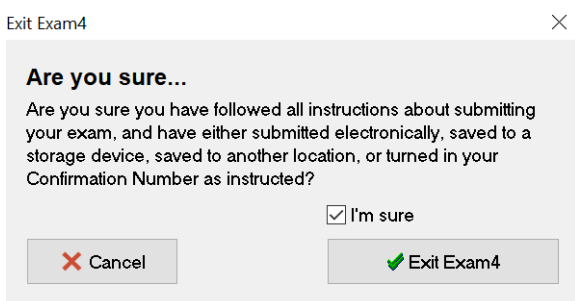 Exit Exam4
Are you sure...
Are you sure you have followed all instructions about submitting
your exam, and have either submitted electronically, saved to a
storage device, saved to another location, or turned in your
Confirmation Number as instructed?
I'm sure
Cancel
Exit Exam4